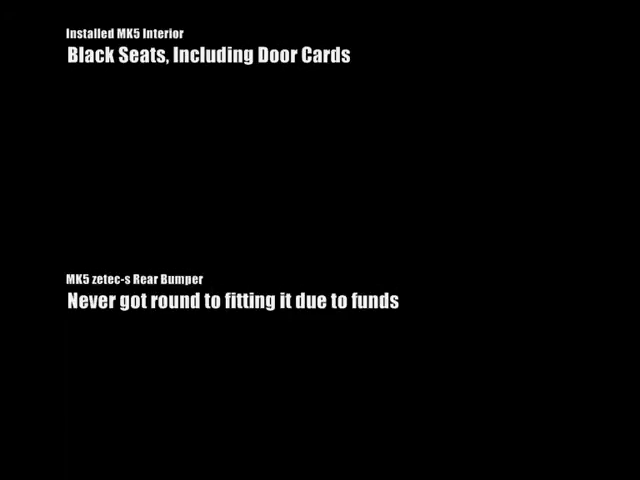 Installed MK5 Interior
Black Seats, Including Door Cards
MK5 zetec-s Rear Bumper
Never got round to fitting it due to funds